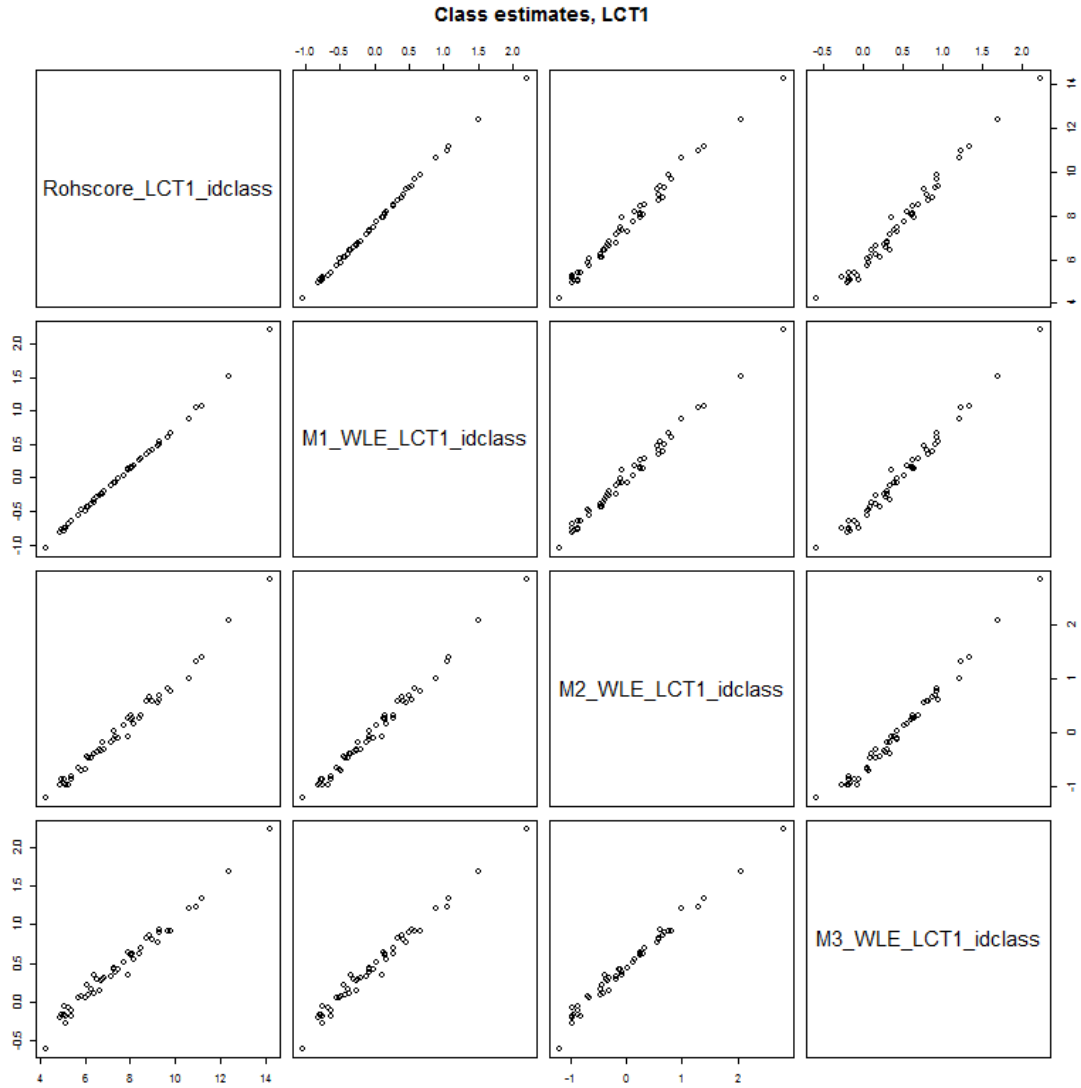 Class estimates, LCT1
-1.0 -0.5 0.0 0.5 1.0 1.5 2.0
-0.5 0.0 0.5 1.0 1.5 2.0
Rohscore_LCT1_idclass
4 6 8 10 12 14
-1.0 -0.5 0.0 0.5 1.0 1.5 2.0
M1_WLE_LCT1_idclass
M2_WLE_LCT1_idclass
-1 0 1 2
-0.5 0.0 0.5 1.0 1.5 2.0
M3_WLE_LCT1_idclass
4 6 8 10 12 14
-1 0 1 2